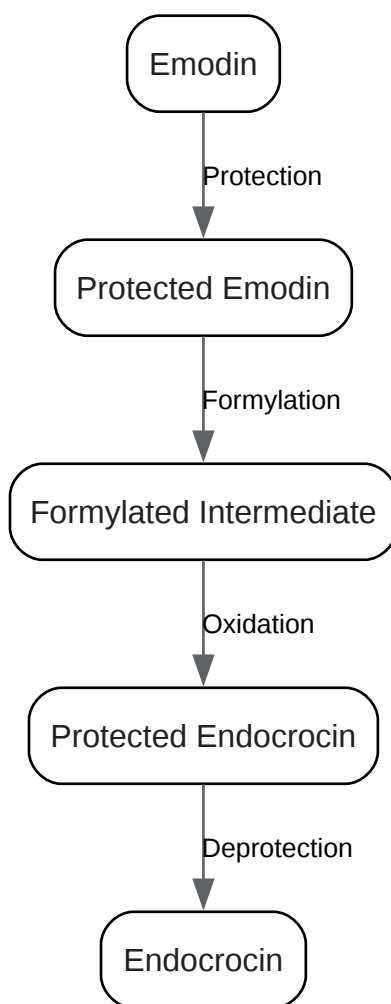 Emodin
Protection
Protected Emodin
Formylation
Formylated Intermediate
Oxidation
Protected Endocrocin
Deprotection
Endocrocin